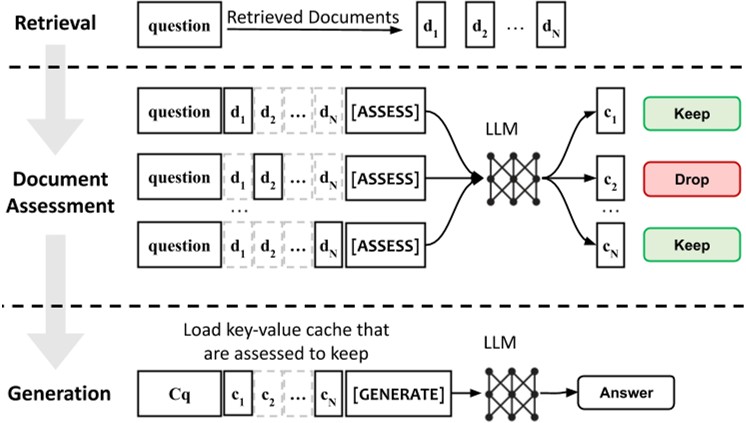 Retrieval
question
Retrieved Documents
d1 d2 ... dN
question d1 d2 ... dN [ASSESS]
LLM
c1 Keep
Document
Assessment
question d1 d2 ... dN [ASSESS]
c2 Drop
...
...
question d1 d2 ... dN [ASSESS]
cN Keep
Load key-value cache that
are assessed to keep
LLM
Generation
Cq c1 c2 ... cN [GENERATE]
Answer